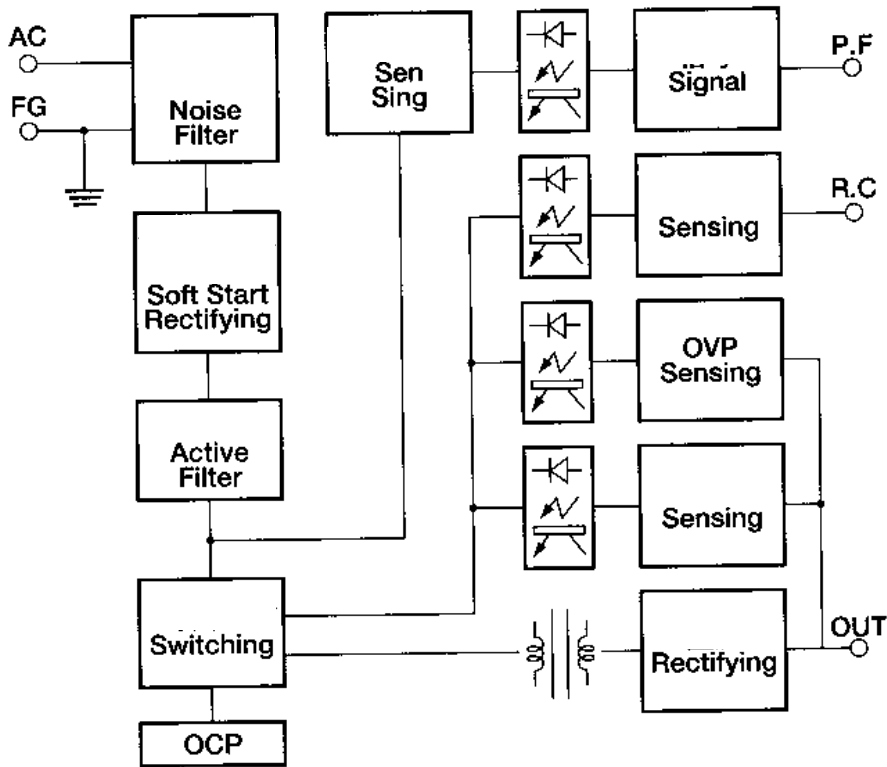 AC
FG
Noise
Filter
Soft Start
Rectifying
Active
Filter
Switching
OCP
Sen
Sing
Signal
P.F
Sensing
R.C
OVP
Sensing
Sensing
Rectifying
OUT